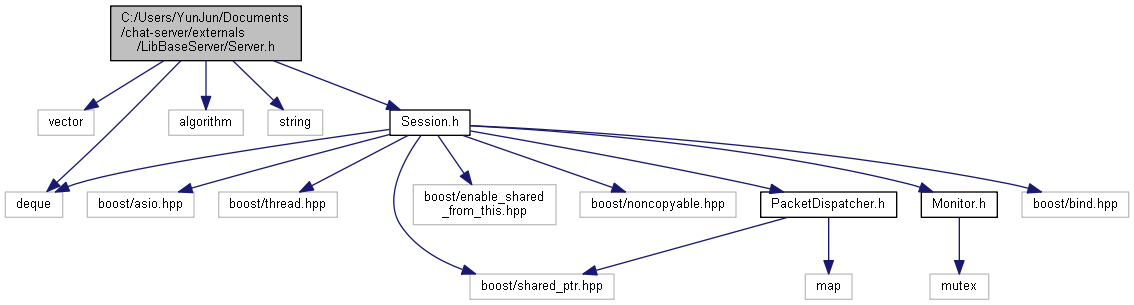 C:/Users/YunJun/Documents
/chat-server/externals
/LibBaseServer/Server.h
vector
algorithm
string
Session.h
deque
boost/asio.hpp
boost/thread.hpp
boost/enable_shared
_from_this.hpp
boost/noncopyable.hpp
PacketDispatcher.h
Monitor.h
boost/bind.hpp
boost/shared_ptr.hpp
map
mutex